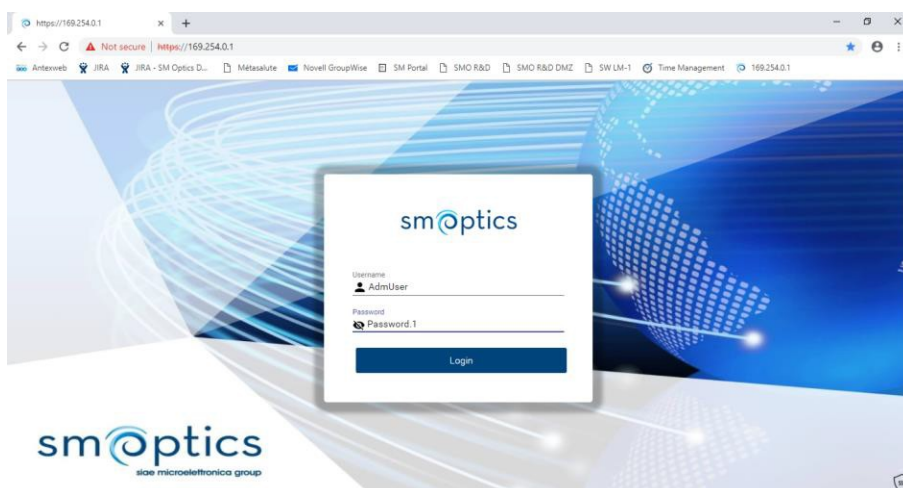 https://169.254.0.1
Not secure | https://169.254.0.1
Antexweb JIRA JIRA - SM Optics D... Métasalute Novell GroupWise SM Portal SMO R&D SMO R&D DMZ SW LM-1 Time Management 169.254.0.1
smoptics
Username
AdmUser
Password
Password.1
Login
smoptics
siae microelettronica group